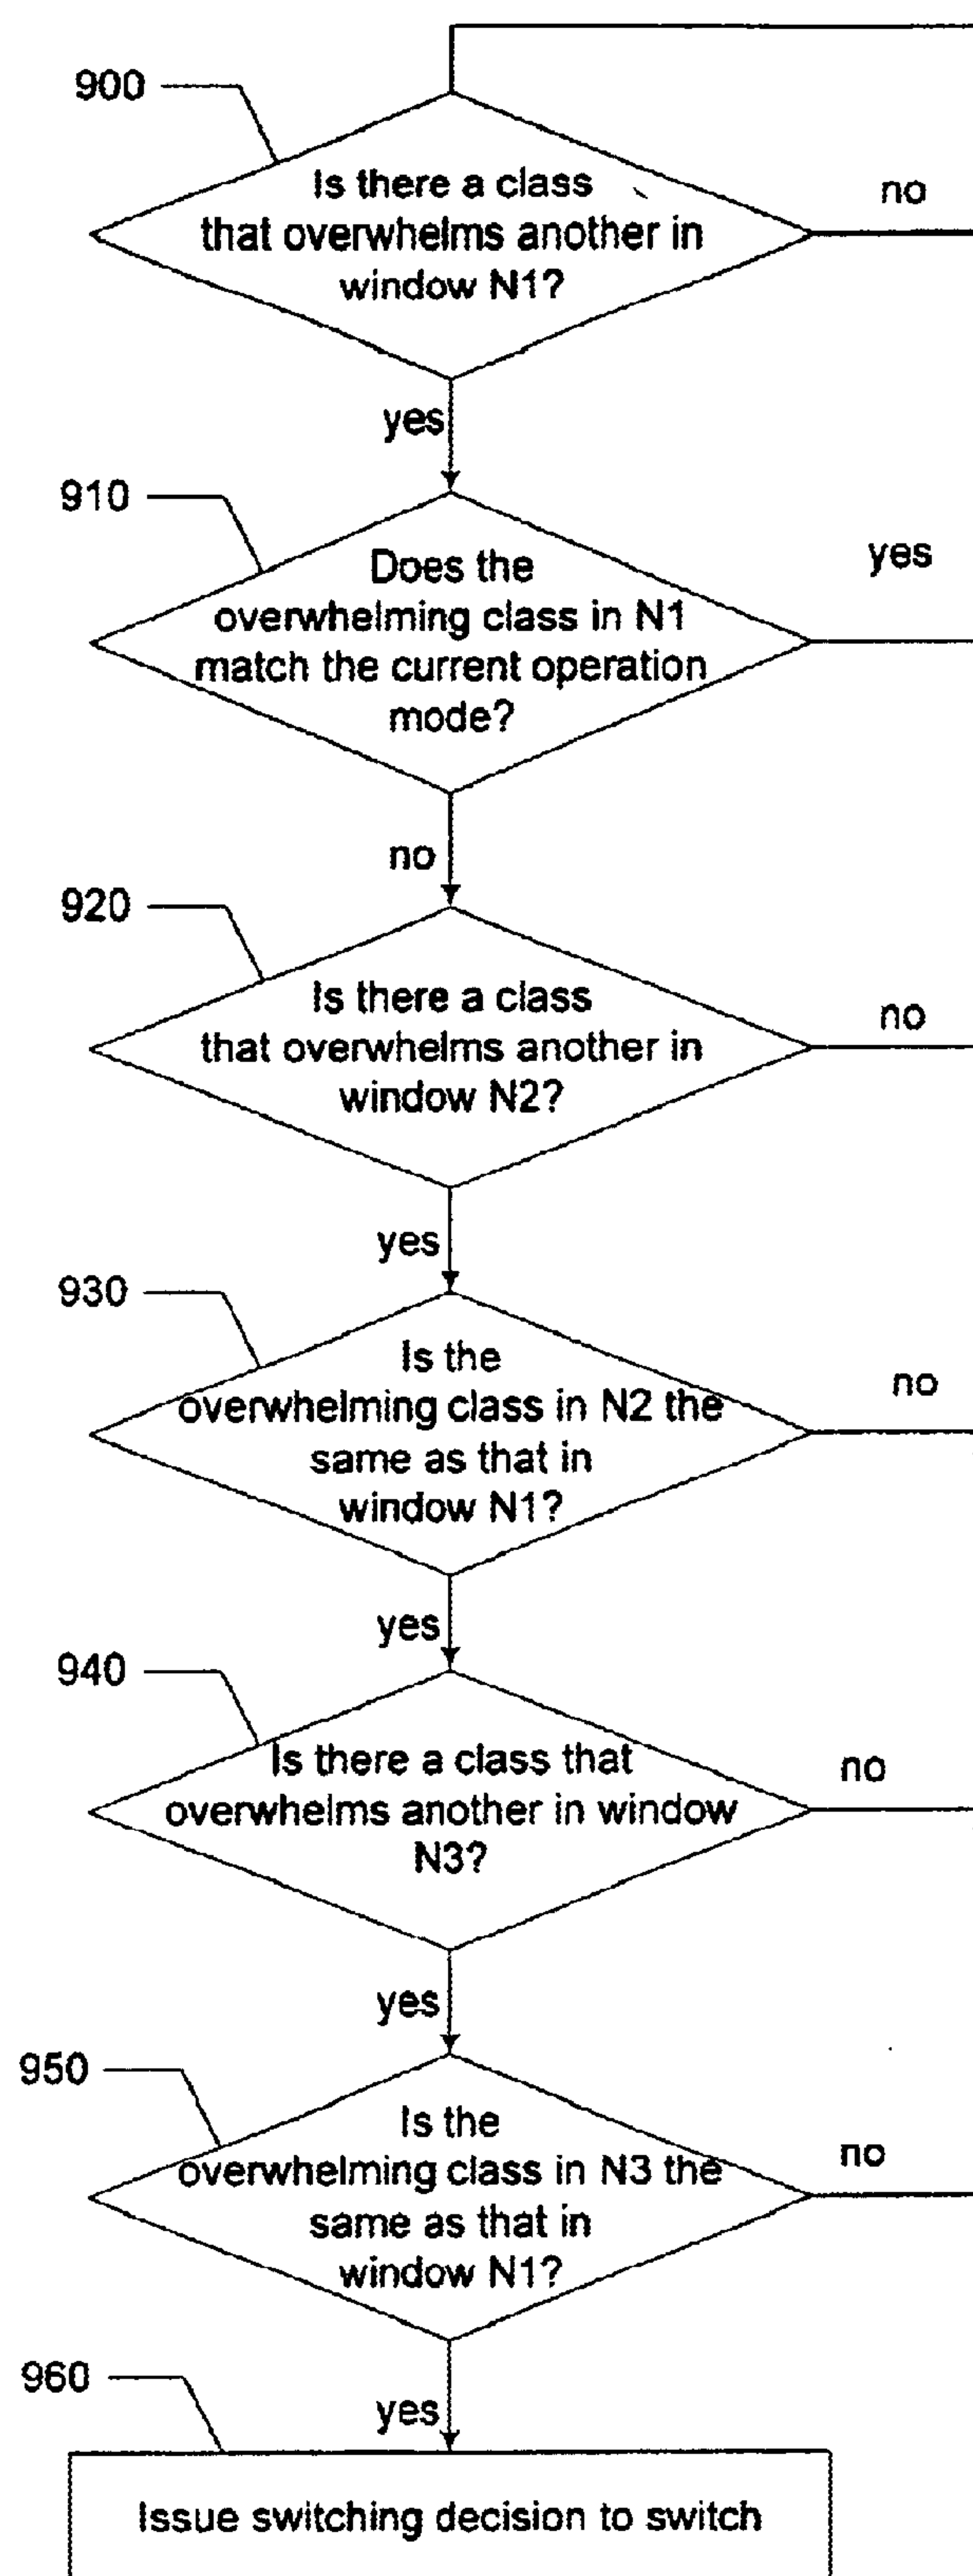 900
Is there a class
that overwhelms another in
window N1?
no
yes
910
Does the
overwhelming class in N1
match the current operation
mode?
yes
no
920
Is there a class
that overwhelms another in
window N2?
no
yes
930
Is the
overwhelming class in N2 the
same as that in
window N1?
no
yes
940
Is there a class that
overwhelms another in window
N3?
no
yes
950
Is the
overwhelming class in N3 the
same as that in
window N1?
no
yes
960
Issue switching decision to switch